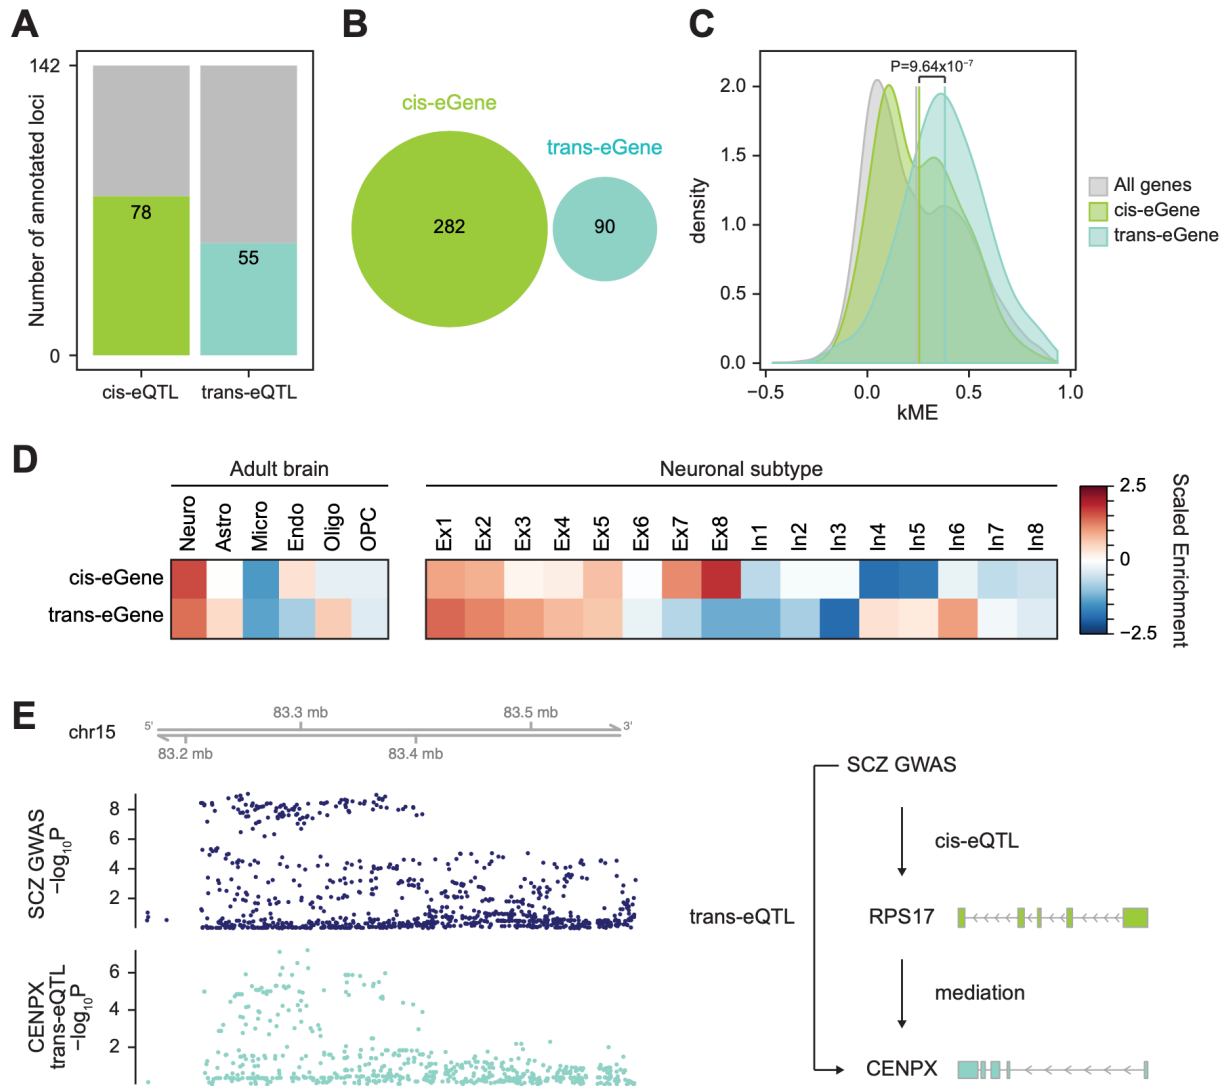 A
142
Number of annotated loci
78
55
0
cis-eQTL trans-eQTL
B
cis-eGene
trans-eGene
282
90
C
P=9.64x10⁻⁷
2.0
1.5
1.0
0.5
0.0
density
−0.5 0.0 0.5 1.0
kME
All genes
cis-eGene
trans-eGene
D
Adult brain
Neuronal subtype
Neuro Astro Micro Endo Oligo OPC
Ex1 Ex2 Ex3 Ex4 Ex5 Ex6 Ex7 Ex8 In1 In2 In3 In4 In5 In6 In7 In8
cis-eGene
trans-eGene
2.5
0
−2.5
Scaled Enrichment
E
chr15
5'
83.3 mb 83.5 mb
3'
83.2 mb 83.4 mb
SCZ GWAS
−log₁₀P
8
6
4
2
CENPX
trans-eQTL
−log₁₀P
6
4
2
SCZ GWAS
cis-eQTL
trans-eQTL
RPS17
mediation
CENPX